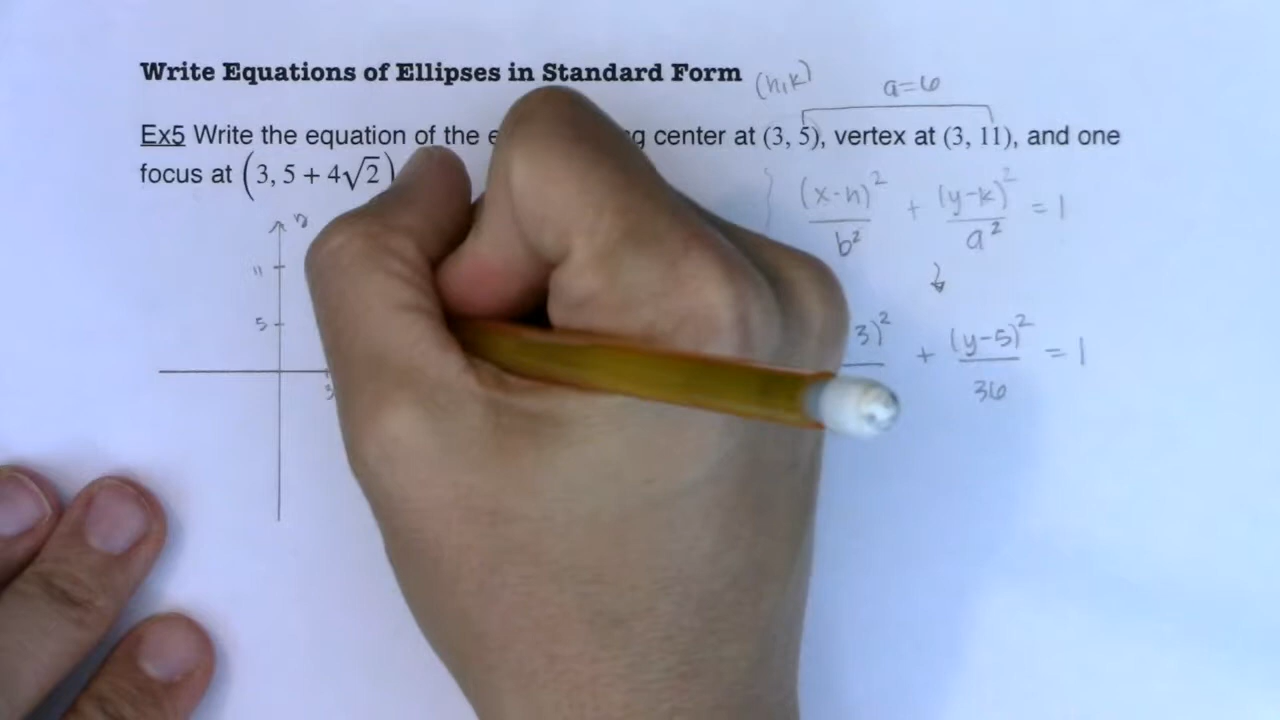 Write Equations of Ellipses in Standard Form (h,k) a=6
Ex5 Write the equation of the center at (3, 5), vertex at (3, 11), and one
focus at (3, 5 + 4√2)
(x-h)²/b² + (y-k)²/a² = 1
11
5
3)² + (y-5)²/36 = 1
3